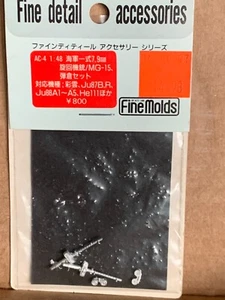 Fine detail accessories
ファインディティール アクセサリー シリーズ
AC-4 1:48 海軍一式7.9mm
旋回機銃/MG-15.
弾倉セット
対応機種：彩雲、Ju87B,R、
Ju88A1〜A5、He111ほか
￥800
FineMolds